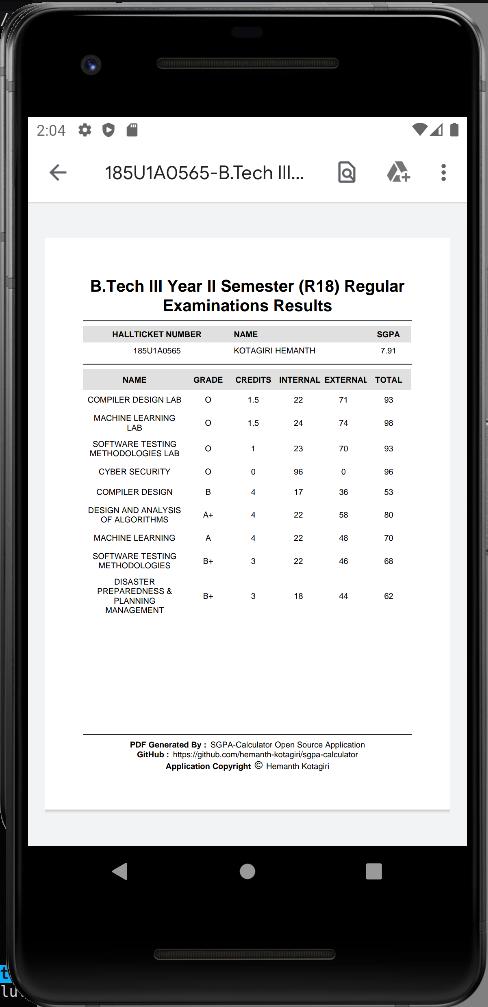 2:04
185U1A0565-B.Tech III...
B.Tech III Year II Semester (R18) Regular
Examinations Results
HALLTICKET NUMBER NAME SGPA
185U1A0565 KOTAGIRI HEMANTH 7.91
NAME GRADE CREDITS INTERNAL EXTERNAL TOTAL
COMPILER DESIGN LAB O 1.5 22 71 93
MACHINE LEARNING
LAB O 1.5 24 74 98
SOFTWARE TESTING
METHODOLOGIES LAB O 1 23 70 93
CYBER SECURITY O 0 96 0 96
COMPILER DESIGN B 4 17 36 53
DESIGN AND ANALYSIS
OF ALGORITHMS A+ 4 22 58 80
MACHINE LEARNING A 4 22 48 70
SOFTWARE TESTING
METHODOLOGIES B+ 3 22 46 68
DISASTER
PREPAREDNESS &
PLANNING
MANAGEMENT B+ 3 18 44 62
PDF Generated By : SGPA-Calculator Open Source Application
GitHub : https://github.com/hemanth-kotagiri/sgpa-calculator
Application Copyright © Hemanth Kotagiri